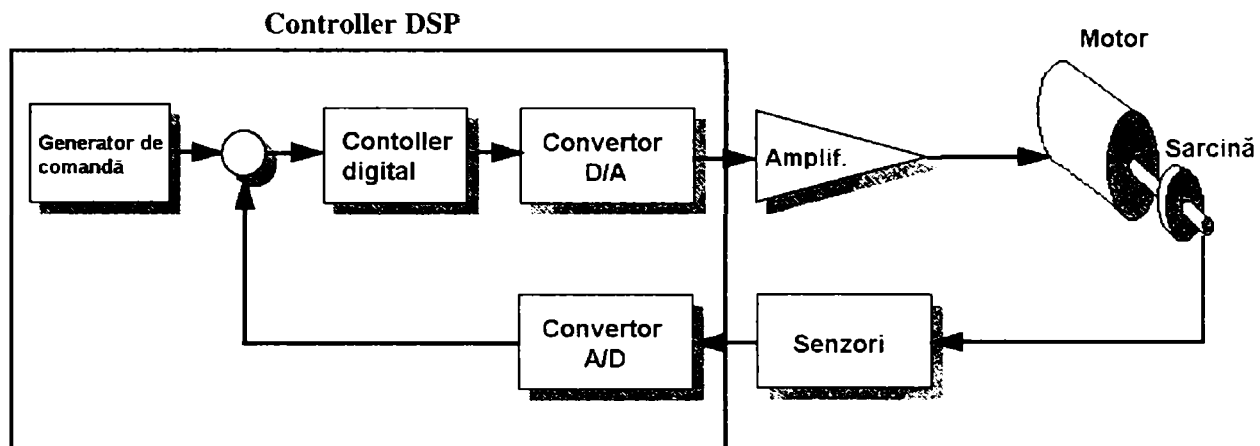 Controller DSP
Motor
Generator de
comandă
Contoller
digital
Convertor
D/A
Amplif.
Sarcină
Convertor
A/D
Senzori